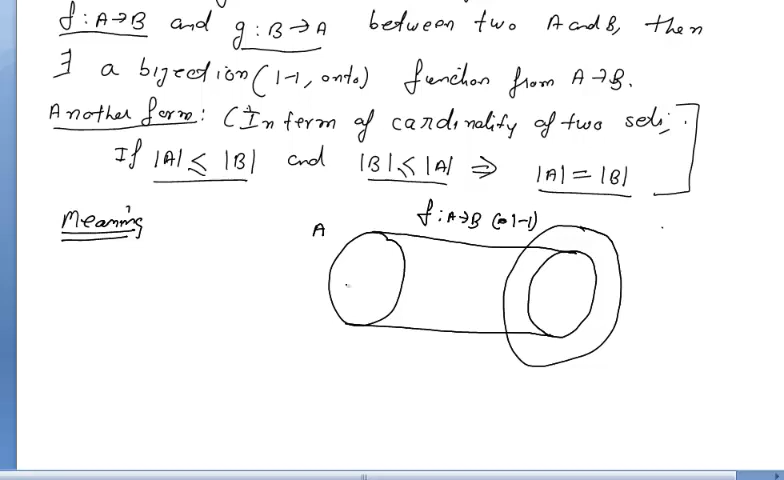 f : A→B and g : B→A between two A and B, then
∃ a bijection (1-1, onto) function from A→B.
Another form : (In term of cardinality of two sets; .
If |A| ≤ |B| and |B| ≤ |A| ⇒ |A| = |B|
Meaning
f : A→B (1-1)
A